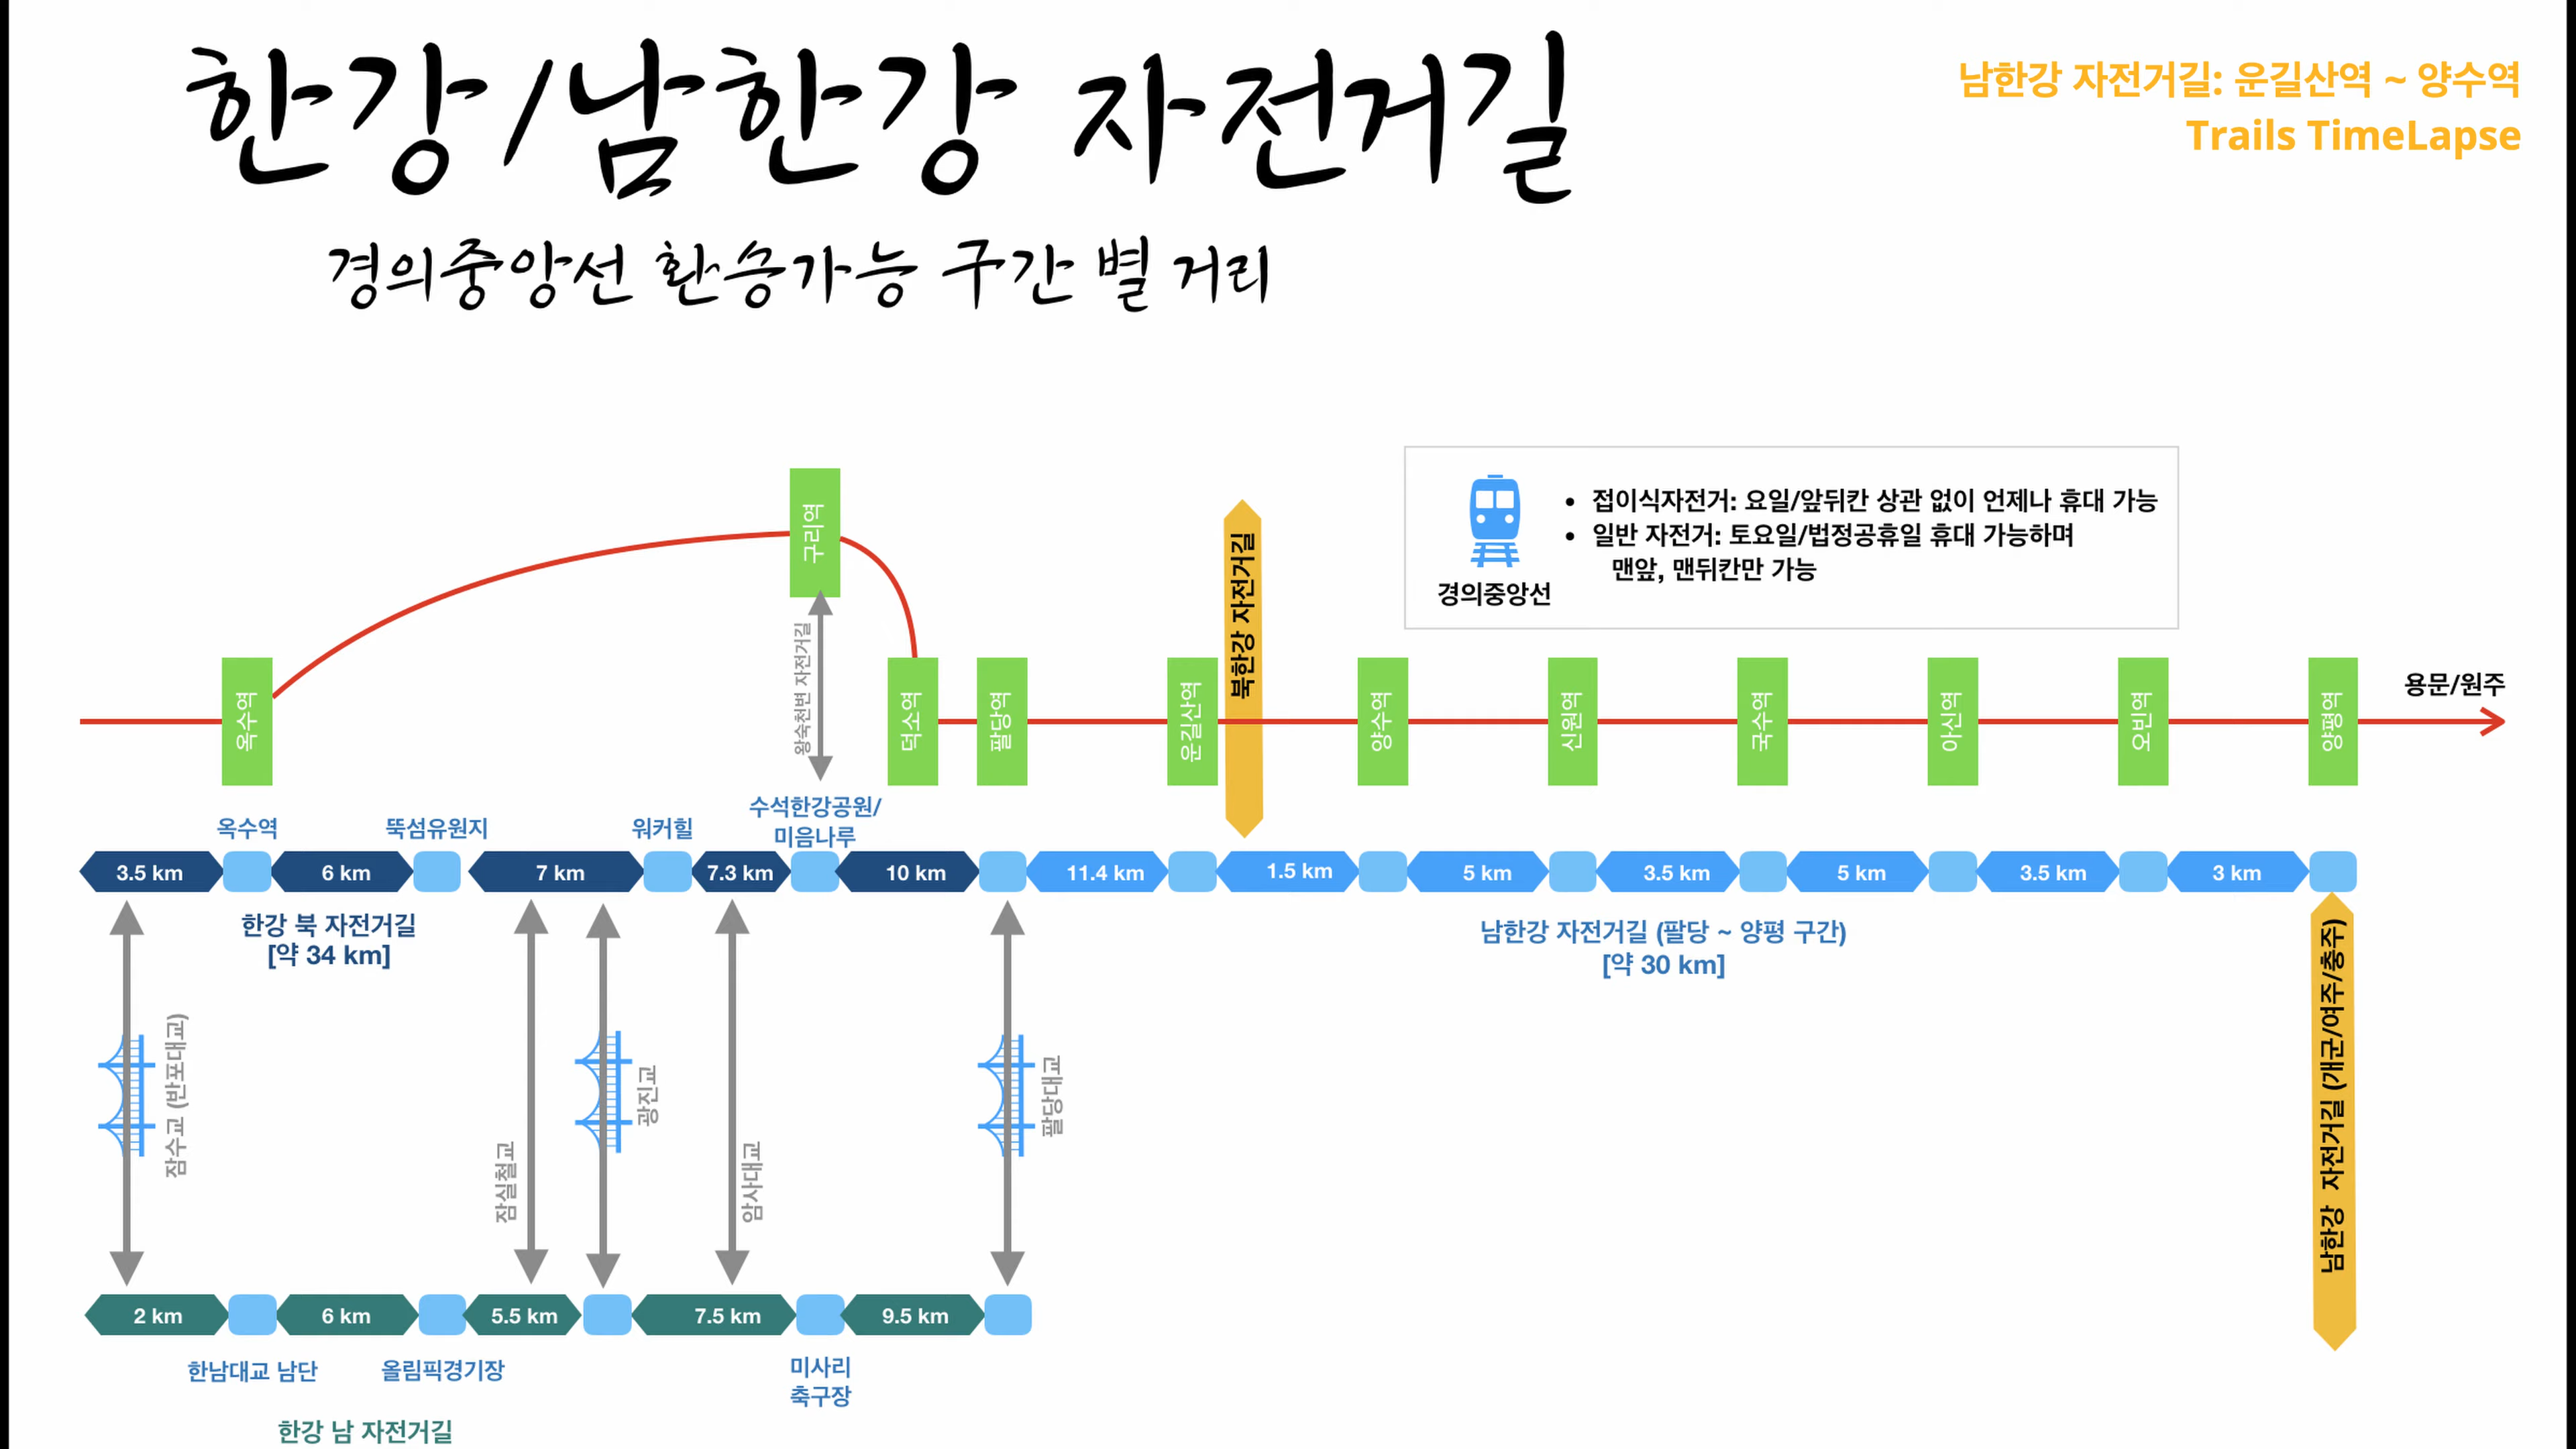 한강/남한강 자전거길
남한강 자전거길: 운길산역 ~ 양수역
Trails TimeLapse
경의중앙선 환승가능 구간 별 거리
경의중앙선
• 접이식자전거: 요일/앞뒤칸 상관 없이 언제나 휴대 가능
• 일반 자전거: 토요일/법정공휴일 휴대 가능하며
맨앞, 맨뒤칸만 가능
구리역
왕숙천변 자전거길
북한강 자전거길
옥수역
덕소역
팔당역
운길산역
양수역
신원역
국수역
아신역
오빈역
양평역
용문/원주
옥수역
뚝섬유원지
워커힐
수석한강공원/
미음나루
3.5 km
6 km
7 km
7.3 km
10 km
11.4 km
1.5 km
5 km
3.5 km
5 km
3.5 km
3 km
한강 북 자전거길
[약 34 km]
남한강 자전거길 (팔당 ~ 양평 구간)
[약 30 km]
잠수교 (반포대교)
잠실철교
광진교
암사대교
팔당대교
남한강 자전거길 (개군/여주/충주)
2 km
6 km
5.5 km
7.5 km
9.5 km
한남대교 남단
올림픽경기장
미사리
축구장
한강 남 자전거길